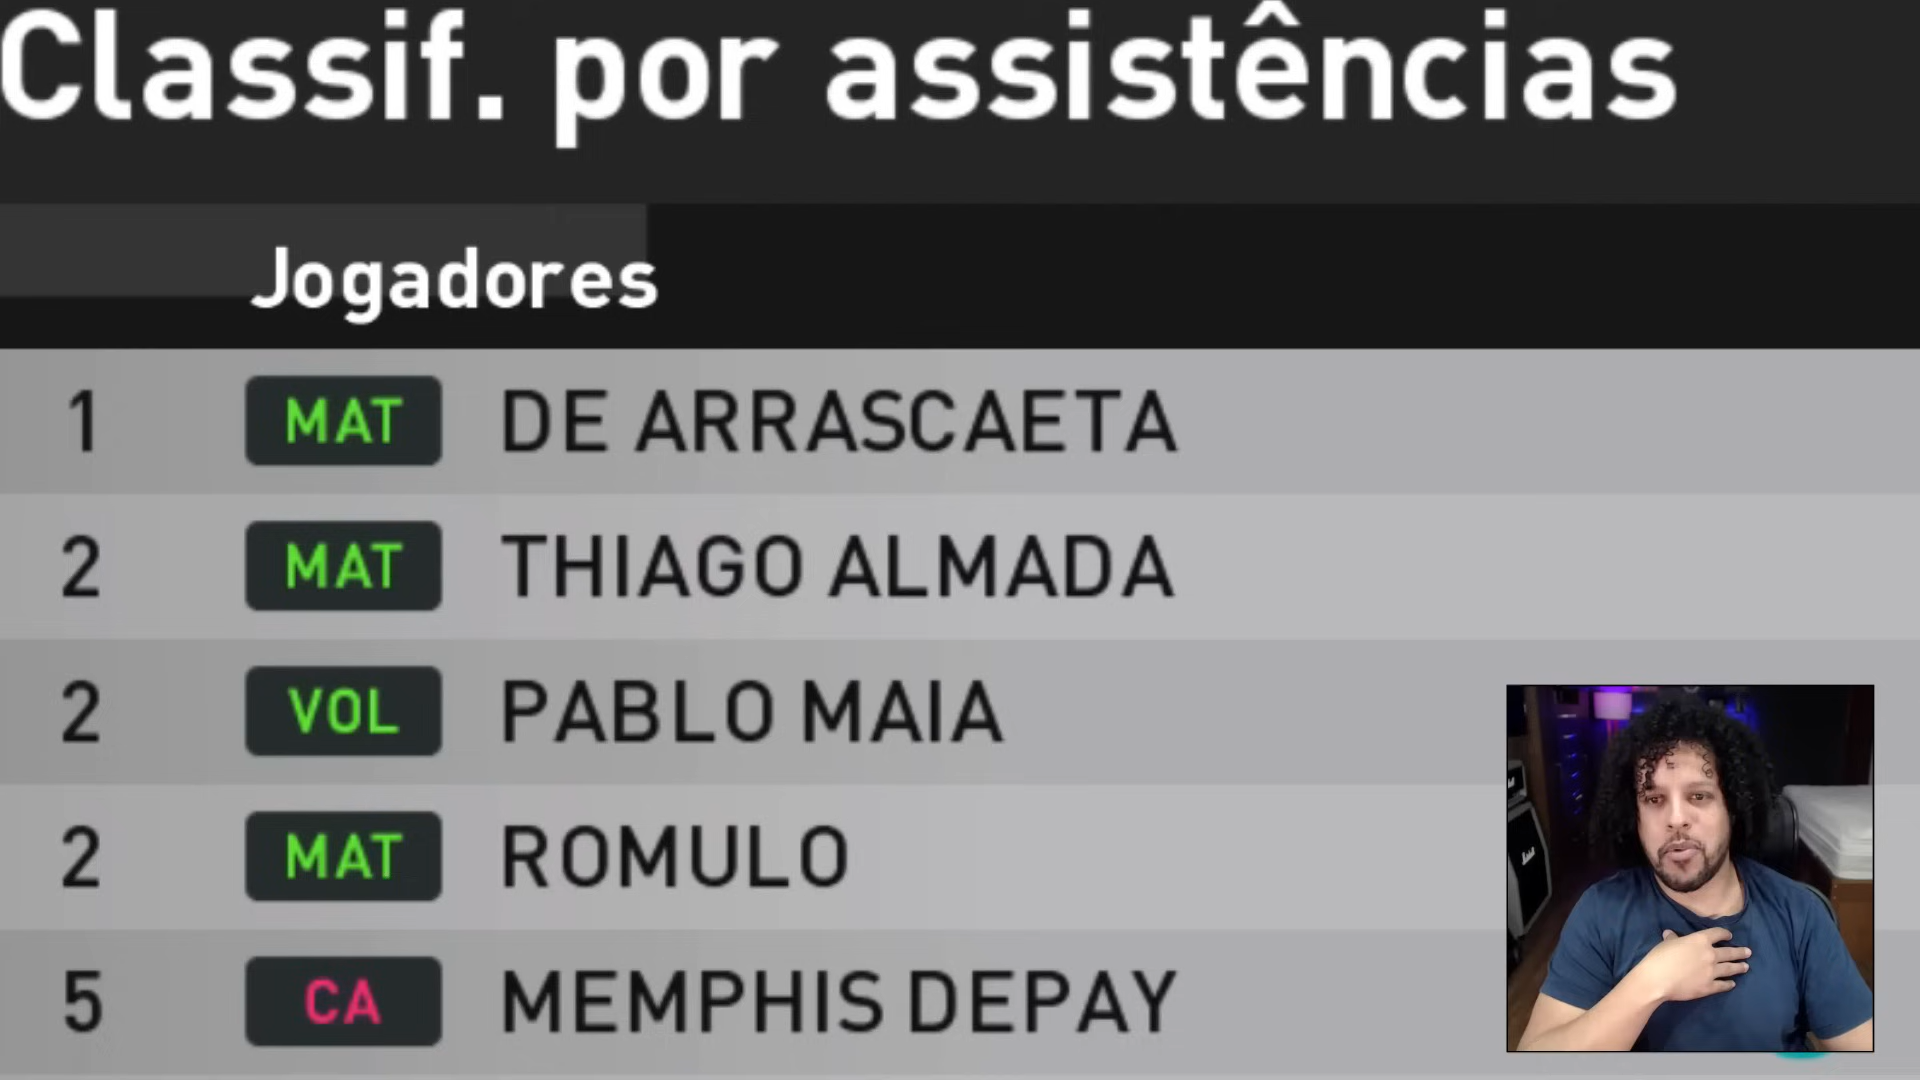 Classif. por assistências
Jogadores
1 MAT DE ARRASCAETA
2 MAT THIAGO ALMADA
2 VOL PABLO MAIA
2 MAT ROMULO
5 CA MEMPHIS DEPAY
Marshall